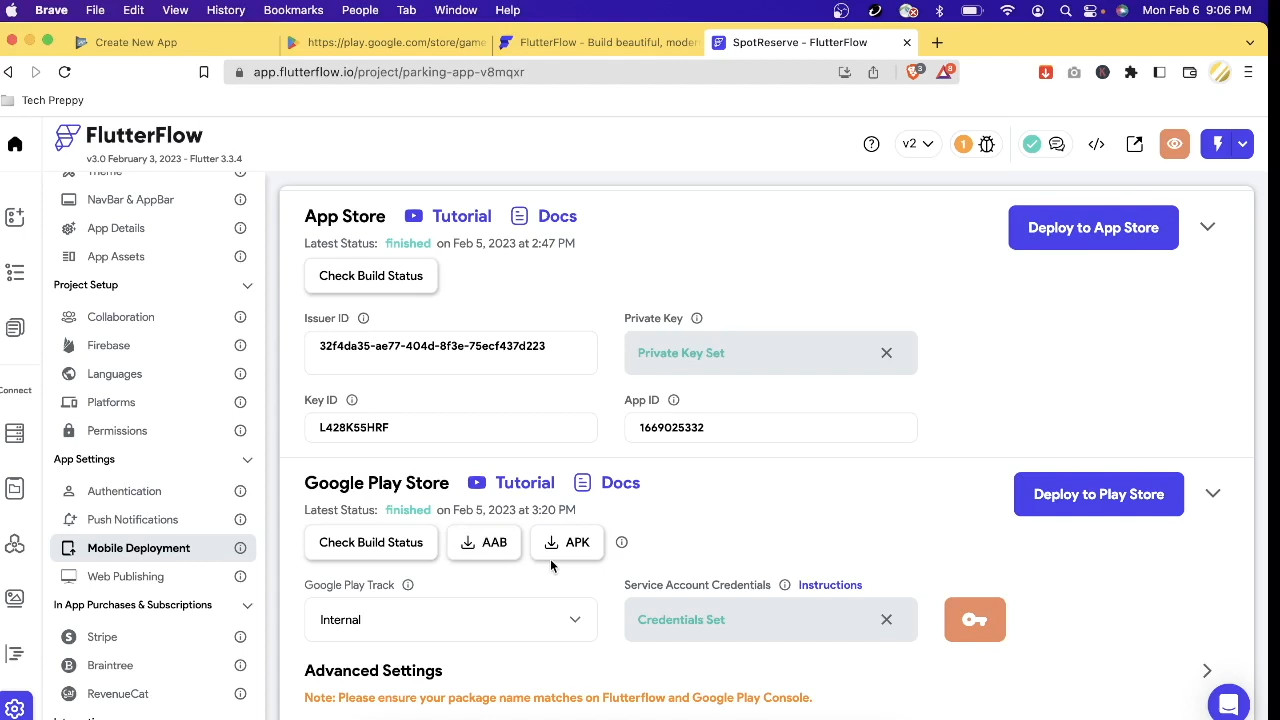 Brave File Edit View History Bookmarks People Tab Window Help Mon Feb 6 9:06 PM
Create New App https://play.google.com/store/game FlutterFlow - Build beautiful, moder SpotReserve - FlutterFlow
app.flutterflow.io/project/parking-app-v8mqxr 3 8
Tech Preppy
FlutterFlow
v3.0 February 3, 2023 - Flutter 3.3.4
v2 1
Theme
NavBar & AppBar
App Details
App Assets
Project Setup
Collaboration
Firebase
Languages
Platforms
Permissions
App Settings
Authentication
Push Notifications
Mobile Deployment
Web Publishing
In App Purchases & Subscriptions
Stripe
Braintree
RevenueCat
Connect
App Store Tutorial Docs
Deploy to App Store
Latest Status: finished on Feb 5, 2023 at 2:47 PM
Check Build Status
Issuer ID Private Key
32f4da35-ae77-404d-8f3e-75ecf437d223 Private Key Set
Key ID App ID
L428K55HRF 1669025332
Google Play Store Tutorial Docs
Deploy to Play Store
Latest Status: finished on Feb 5, 2023 at 3:20 PM
Check Build Status AAB APK
Google Play Track Service Account Credentials Instructions
Internal Credentials Set
Advanced Settings
Note: Please ensure your package name matches on Flutterflow and Google Play Console.